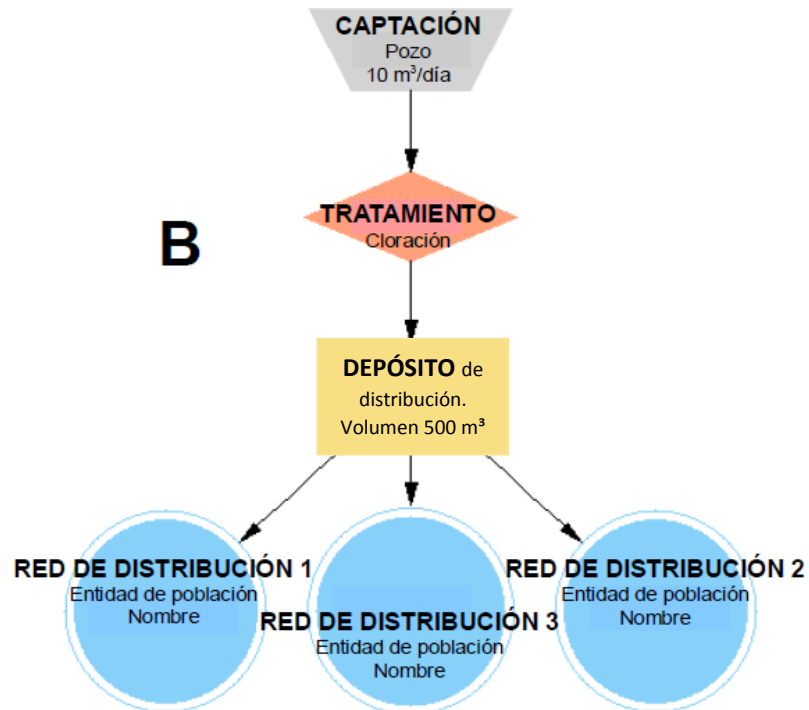 CAPTACIÓN
Pozo
10 m³/día
TRATAMIENTO
Cloración
B
DEPÓSITO de
distribución.
Volumen 500 m³
RED DE DISTRIBUCIÓN 1
Entidad de población
Nombre
RED DE DISTRIBUCIÓN 3
Entidad de población
Nombre
RED DE DISTRIBUCIÓN 2
Entidad de población
Nombre